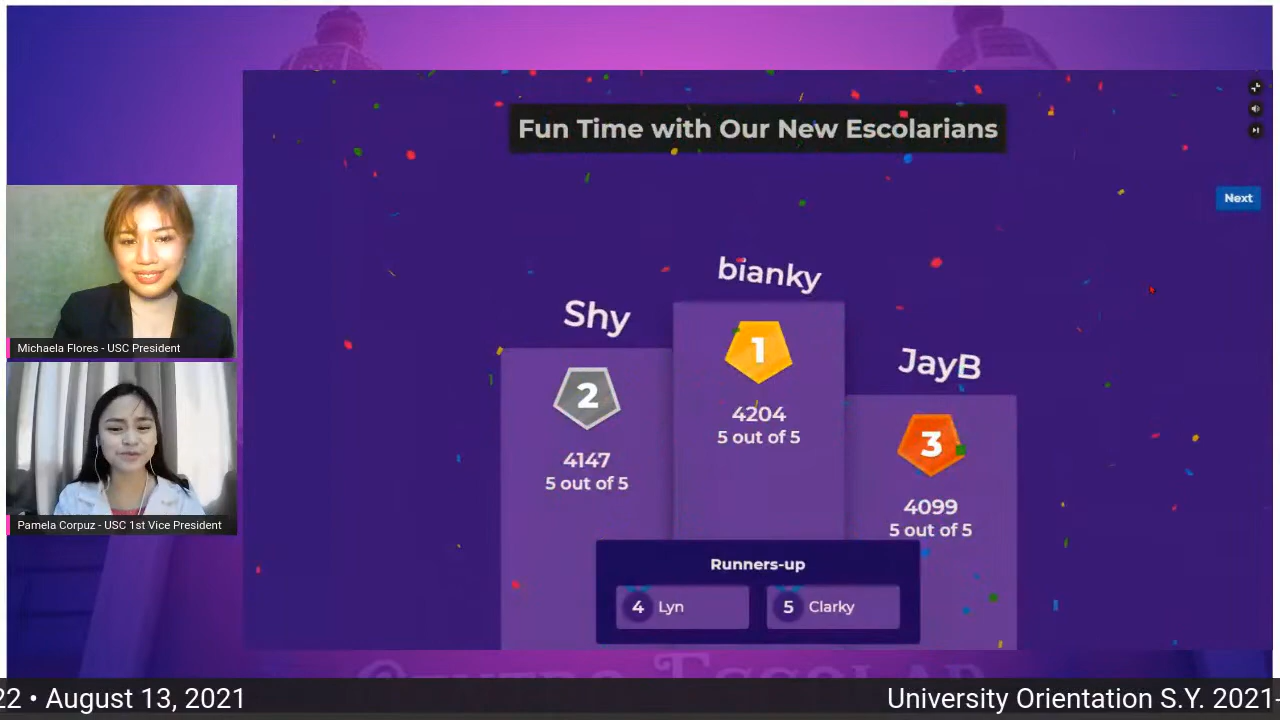 Fun Time with Our New Escolarians
Next
bianky
Shy
JayB
1
4204
5 out of 5
2
4147
5 out of 5
3
4099
5 out of 5
Runners-up
4 Lyn
5 Clarky
Michaela Flores - USC President
Pamela Corpuz - USC 1st Vice President
22 • August 13, 2021
University Orientation S.Y. 2021-